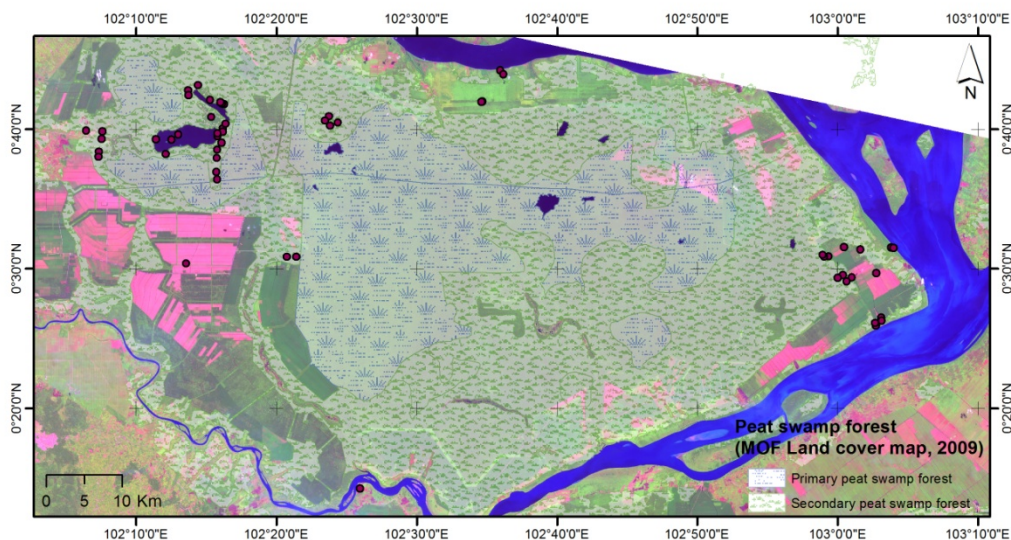 102°10'0"E 102°20'0"E 102°30'0"E 102°40'0"E 102°50'0"E 103°0'0"E 103°10'0"E
N
0°40'0"N 0°40'0"N
0°30'0"N 0°30'0"N
0°20'0"N 0°20'0"N
Peat swamp forest
(MOF Land cover map, 2009)
Primary peat swamp forest
Secondary peat swamp forest
0 5 10 Km
102°10'0"E 102°20'0"E 102°30'0"E 102°40'0"E 102°50'0"E 103°0'0"E 103°10'0"E